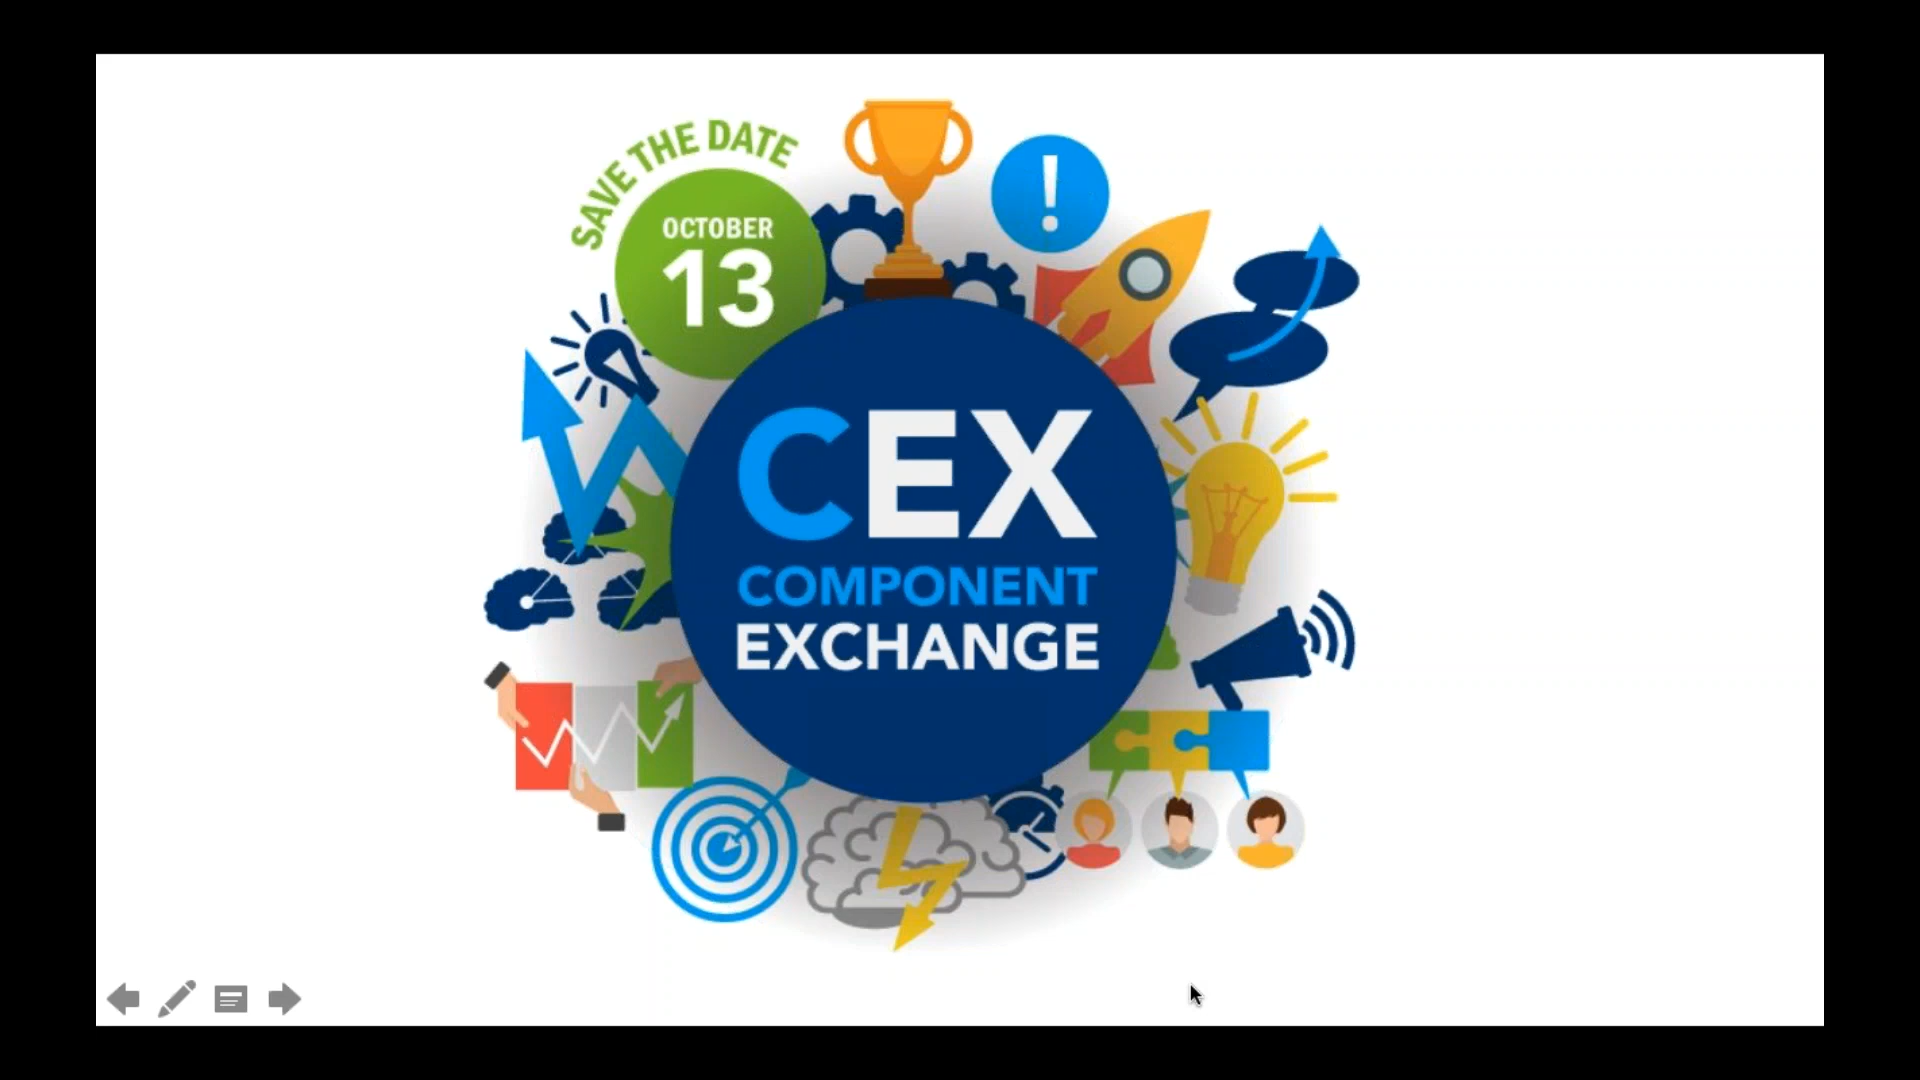 SAVE THE DATE
OCTOBER
13
!
CEX
COMPONENT
EXCHANGE